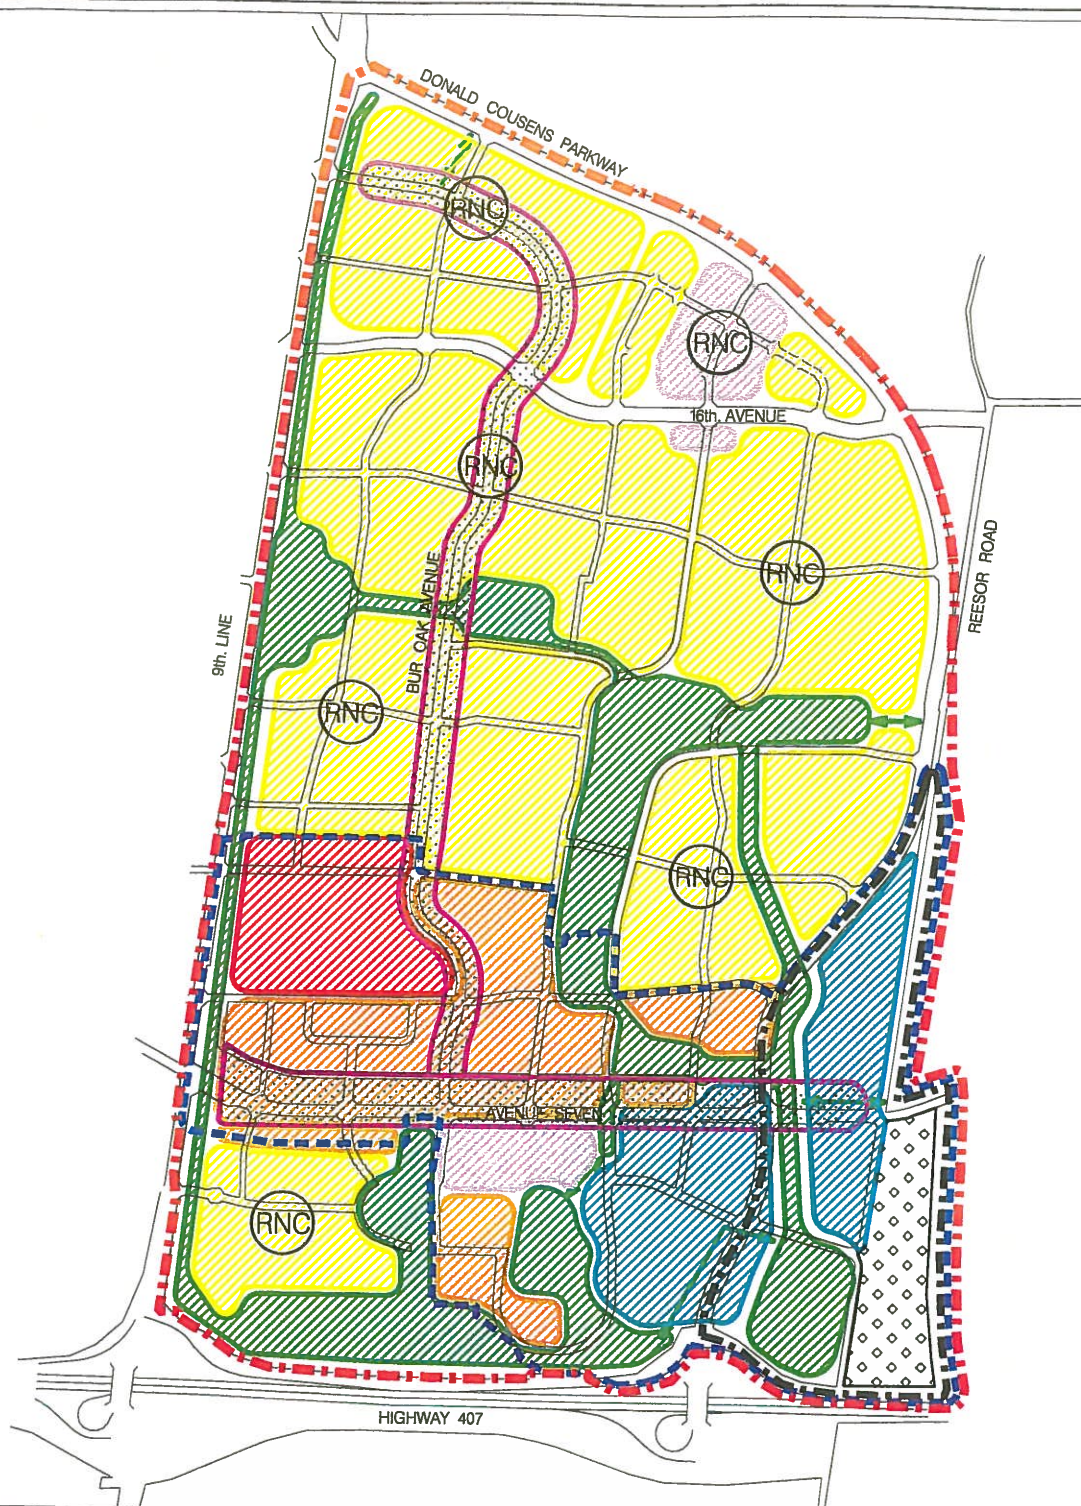 DONALD COUSENS PARKWAY
RNC
RNC
16th. AVENUE
RNC
RNC
REESOR ROAD
BUR OAK AVENUE
9th. LINE
RNC
RNC
AVENUE SEVEN
RNC
HIGHWAY 407